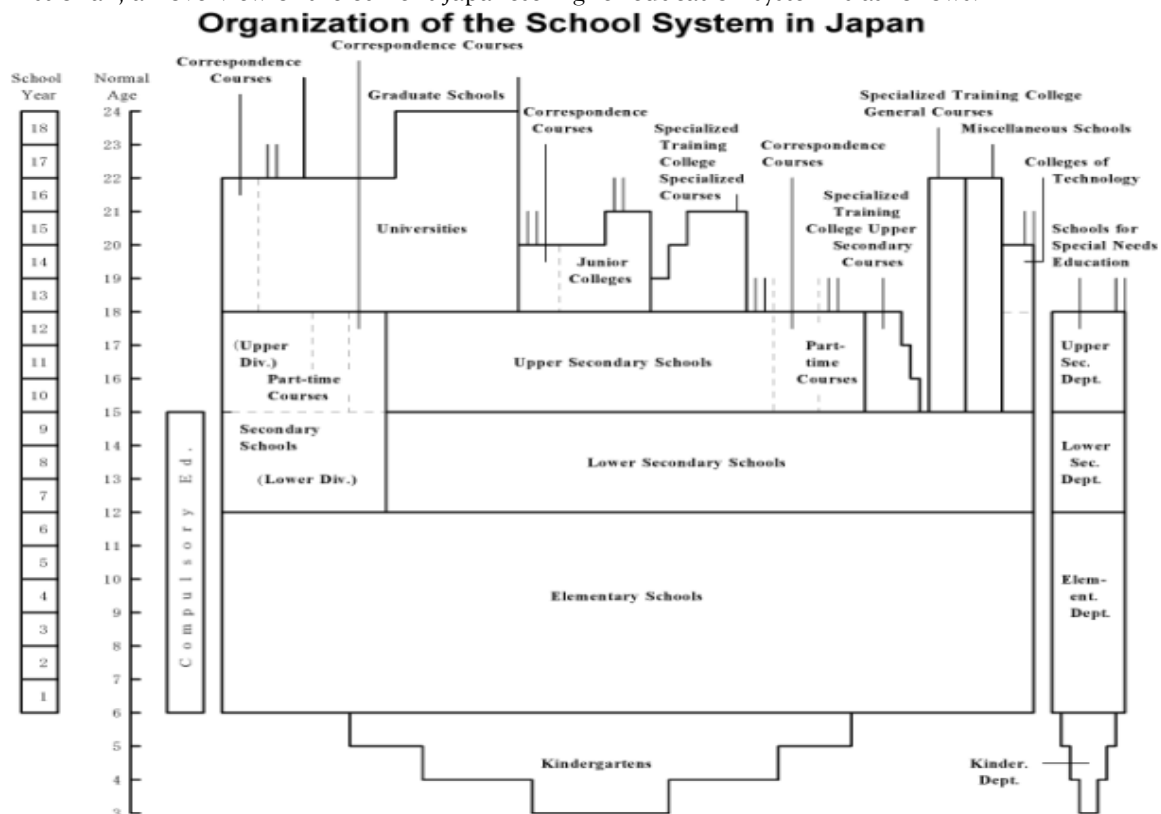 Organization of the School System in Japan
Correspondence Courses
Correspondence
Courses
School
Year
Normal
Age
Graduate Schools
Correspondence
Courses
Specialized
Training
College
Specialized
Courses
Correspondence
Courses
Specialized Training College
General Courses
Miscellaneous Schools
Colleges of
Technology
Specialized
Training
College Upper
Secondary
Courses
Schools for
Special Needs
Education
Universities
Junior
Colleges
18
17
16
15
14
13
12
11
10
9
8
7
6
5
4
3
2
1
24
23
22
21
20
19
18
17
16
15
14
13
12
11
10
9
8
7
6
5
4
3
Compulsory Ed.
(Upper
Div.)
Part-time
Courses
Upper Secondary Schools
Part-
time
Courses
Upper
Sec.
Dept.
Secondary
Schools
(Lower Div.)
Lower Secondary Schools
Lower
Sec.
Dept.
Elementary Schools
Elem-
ent.
Dept.
Kindergartens
Kinder.
Dept.